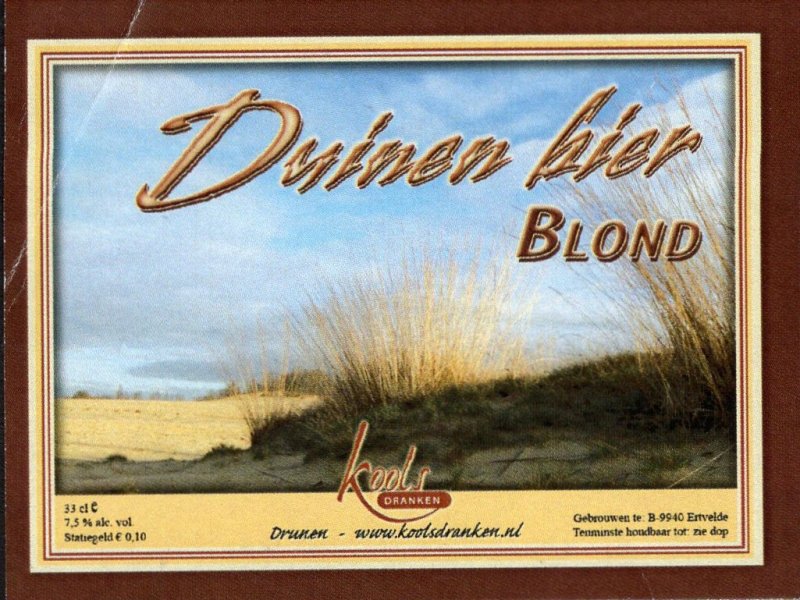 Duinen bier
BLOND
Kools
DRANKEN
33 cl €
7,5 % alc. vol.
Statiegeld € 0,10
Drunen - www.koolsdranken.nl
Gebrouwen te: B-9940 Ertvelde
Tenminste houdbaar tot: zie dop